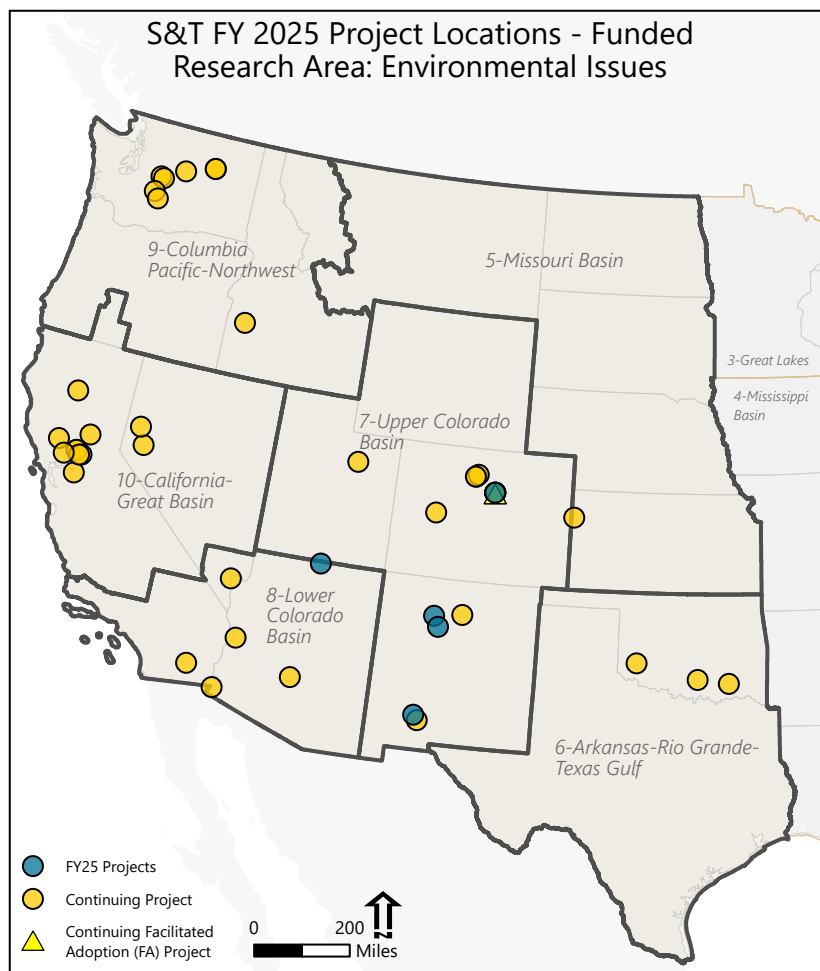 S&T FY 2025 Project Locations - Funded
Research Area: Environmental Issues
9-Columbia
Pacific-Northwest
5-Missouri Basin
3-Great Lakes
4-Mississippi
Basin
7-Upper Colorado
Basin
10-California-
Great Basin
8-Lower
Colorado
Basin
6-Arkansas-Rio Grande-
Texas Gulf
FY25 Projects
Continuing Project
Continuing Facilitated
Adoption (FA) Project
0 200
Miles
N